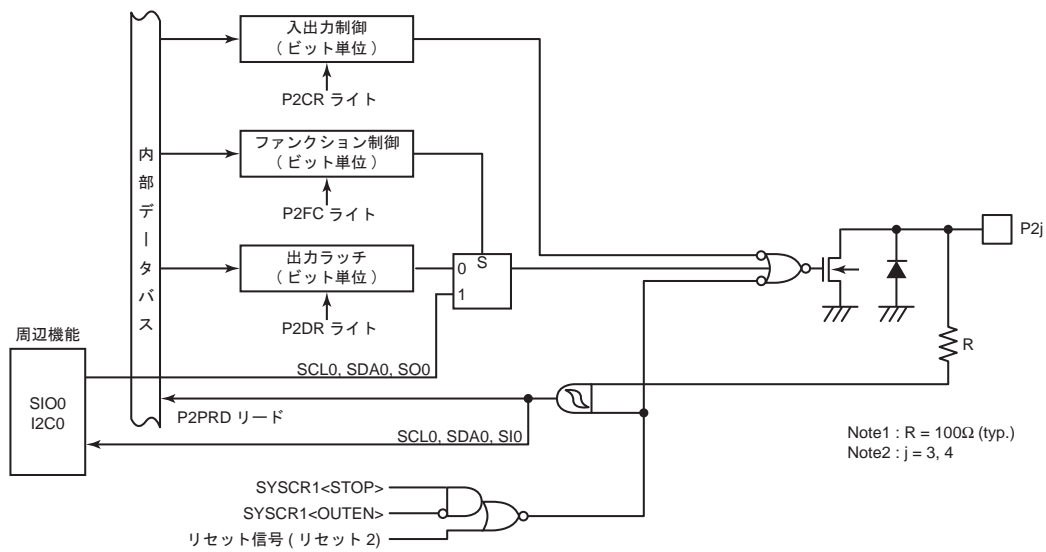 入出力制御
( ビット単位 )
P2CR ライト
ファンクション制御
( ビット単位 )
P2FC ライト
内部データバス
出力ラッチ
( ビット単位 )
P2DR ライト
S
0
1
P2j
R
周辺機能
SIO0
I2C0
SCL0, SDA0, SO0
P2PRD リード
SCL0, SDA0, SI0
Note1 : R = 100Ω (typ.)
Note2 : j = 3, 4
SYSCR1<STOP>
SYSCR1<OUTEN>
リセット信号 ( リセット 2)